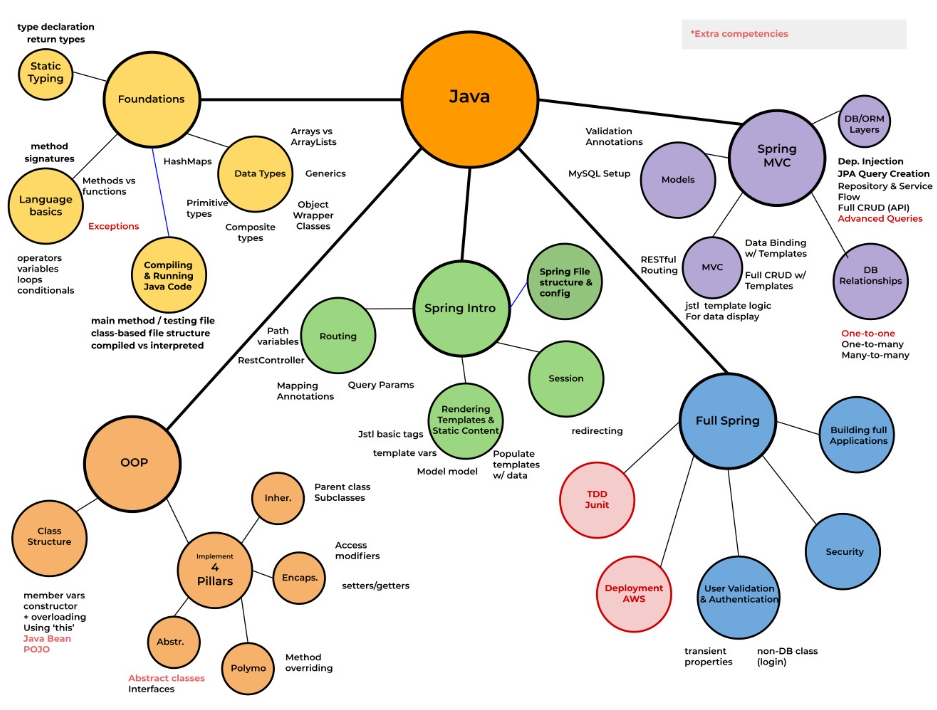 type declaration
return types
*Extra competencies
Static
Typing
Foundations
Java
DB/ORM
Layers
Spring
MVC
Validation
Annotations
Arrays vs
ArrayLists
method
signatures
HashMaps
Data Types
Generics
MySQL Setup
Models
Dep. Injection
JPA Query Creation
Repository & Service
Flow
Full CRUD (API)
Advanced Queries
Methods vs
functions
Language
basics
Primitive
types
Object
Wrapper
Classes
Exceptions
Composite
types
operators
variables
loops
conditionals
Compiling
& Running
Java Code
main method / testing file
class-based file structure
compiled vs interpreted
Spring File
structure &
config
Spring Intro
RESTful
Routing
MVC
Data Binding
w/ Templates
Full CRUD w/
Templates
jstl template logic
For data display
DB
Relationships
One-to-one
One-to-many
Many-to-many
Path
variables
Routing
RestController
Mapping
Annotations
Query Params
Session
redirecting
Rendering
Templates &
Static Content
Jstl basic tags
template vars
Model model
Populate
templates
w/ data
Full Spring
Building full
Applications
TDD
Junit
Security
Deployment
AWS
User Validation
& Authentication
transient
properties
non-DB class
(login)
OOP
Class
Structure
member vars
constructor
+ overloading
Using ‘this’
Java Bean
POJO
Implement
4
Pillars
Inher.
Parent class
Subclasses
Encaps.
Access
modifiers
setters/getters
Abstr.
Abstract classes
Interfaces
Polymo
Method
overriding